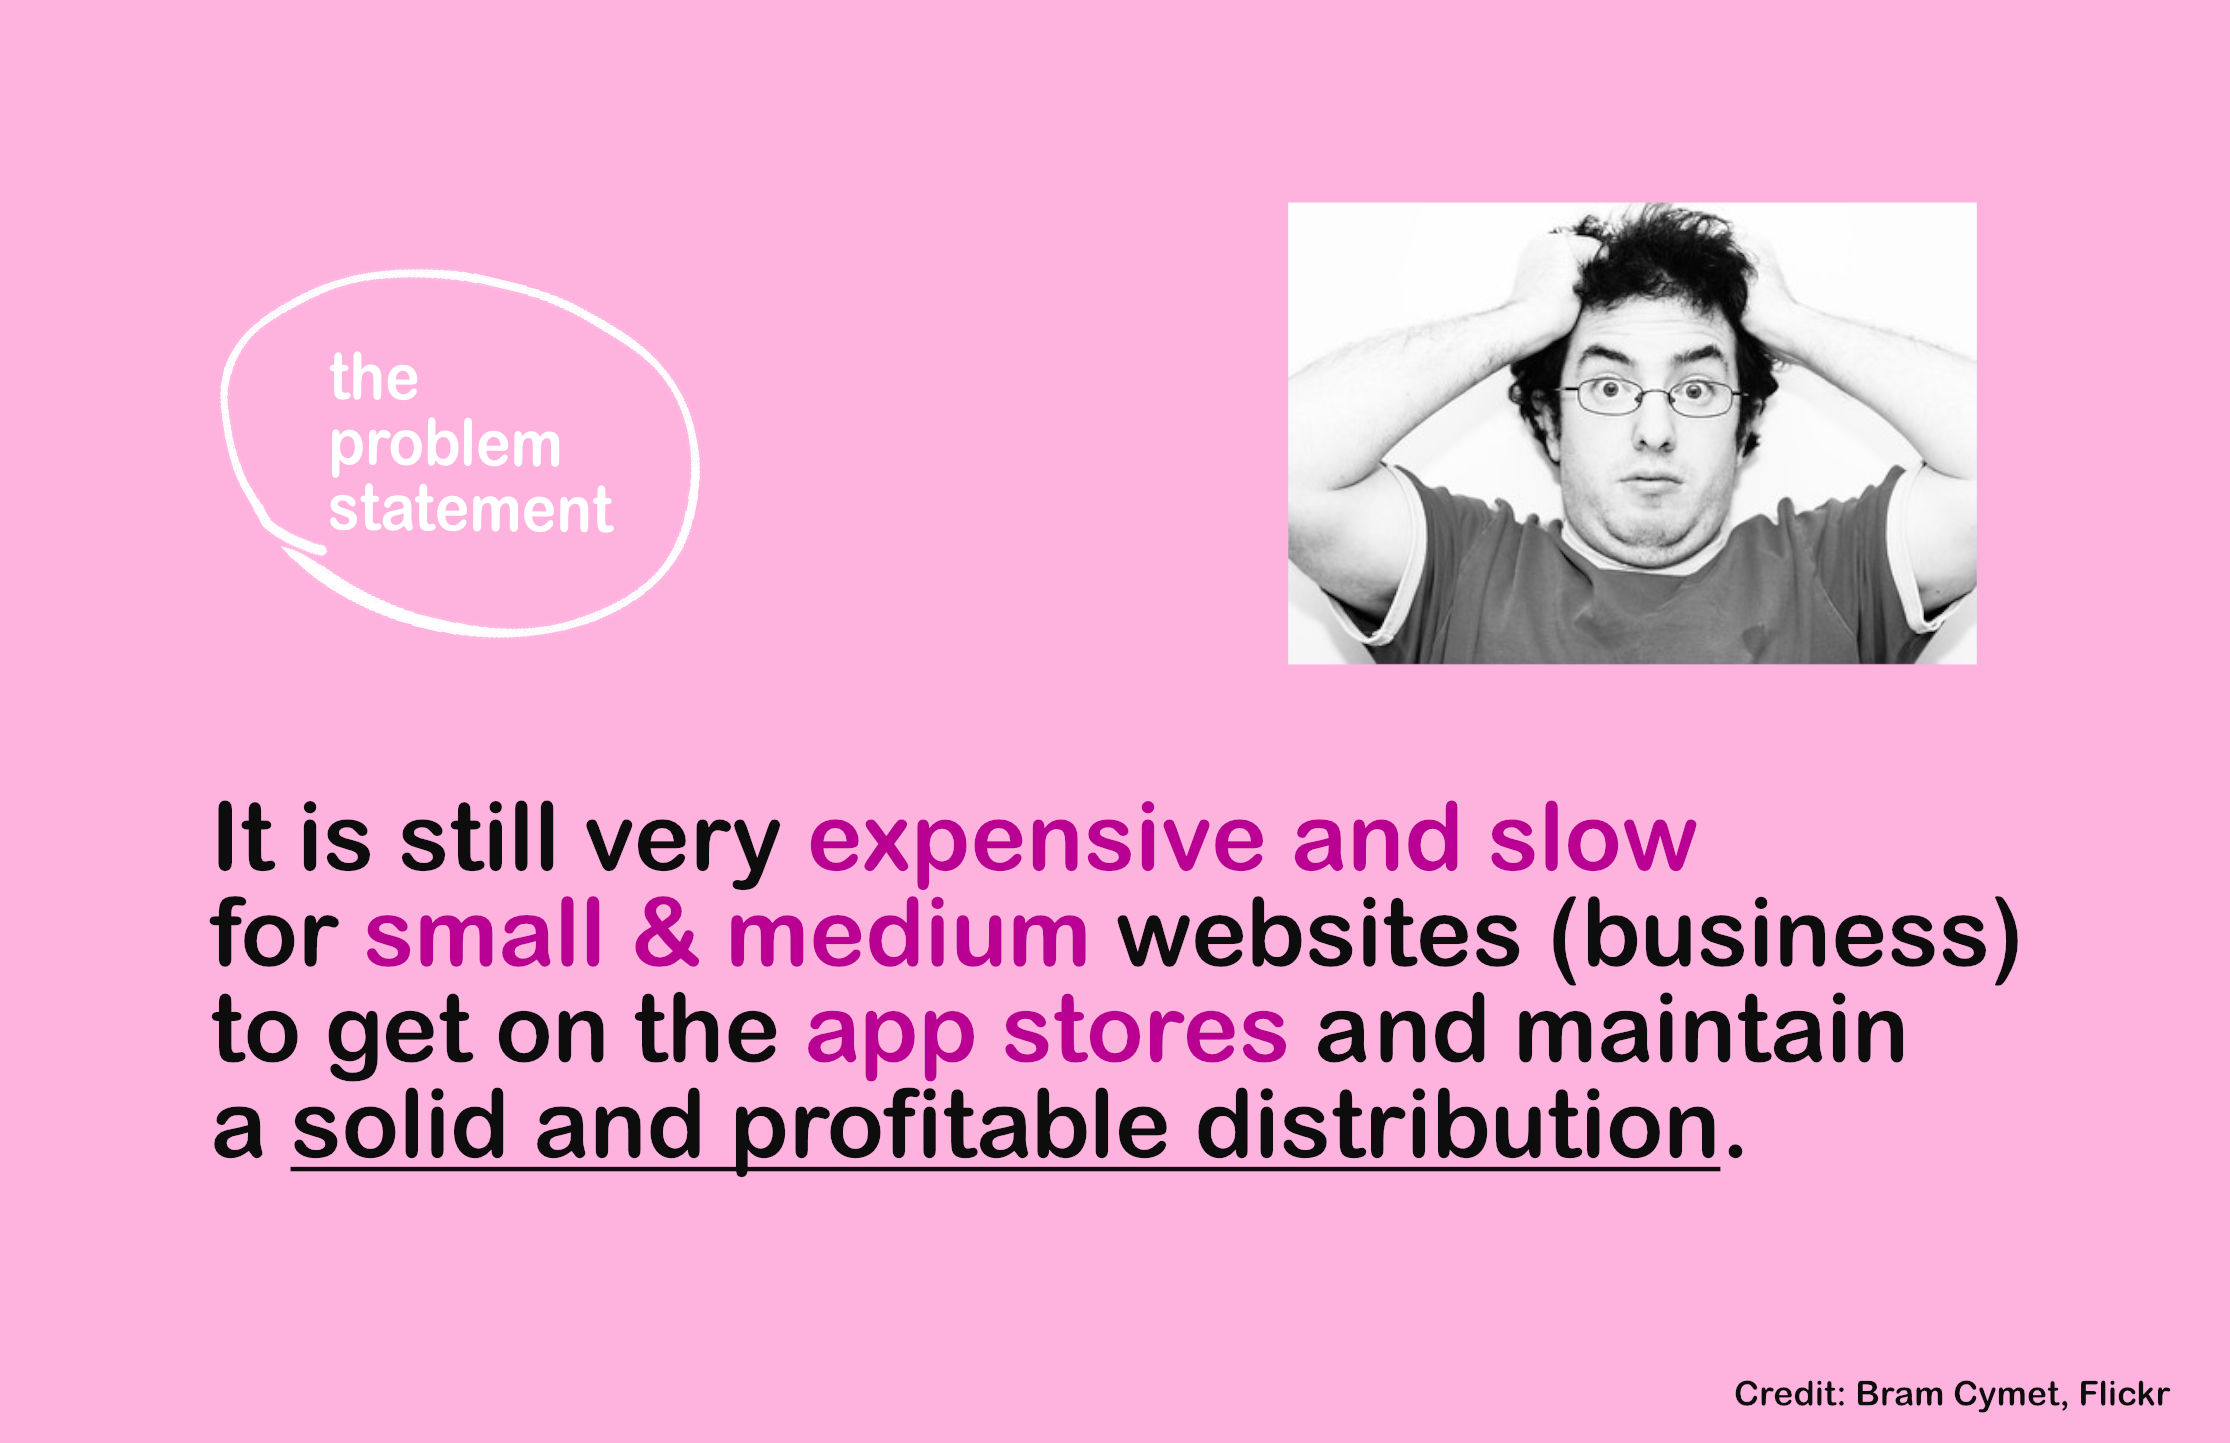 the
problem
statement
It is still very expensive and slow
for small & medium websites (business)
to get on the app stores and maintain
a solid and profitable distribution.
Credit: Bram Cymet, Flickr